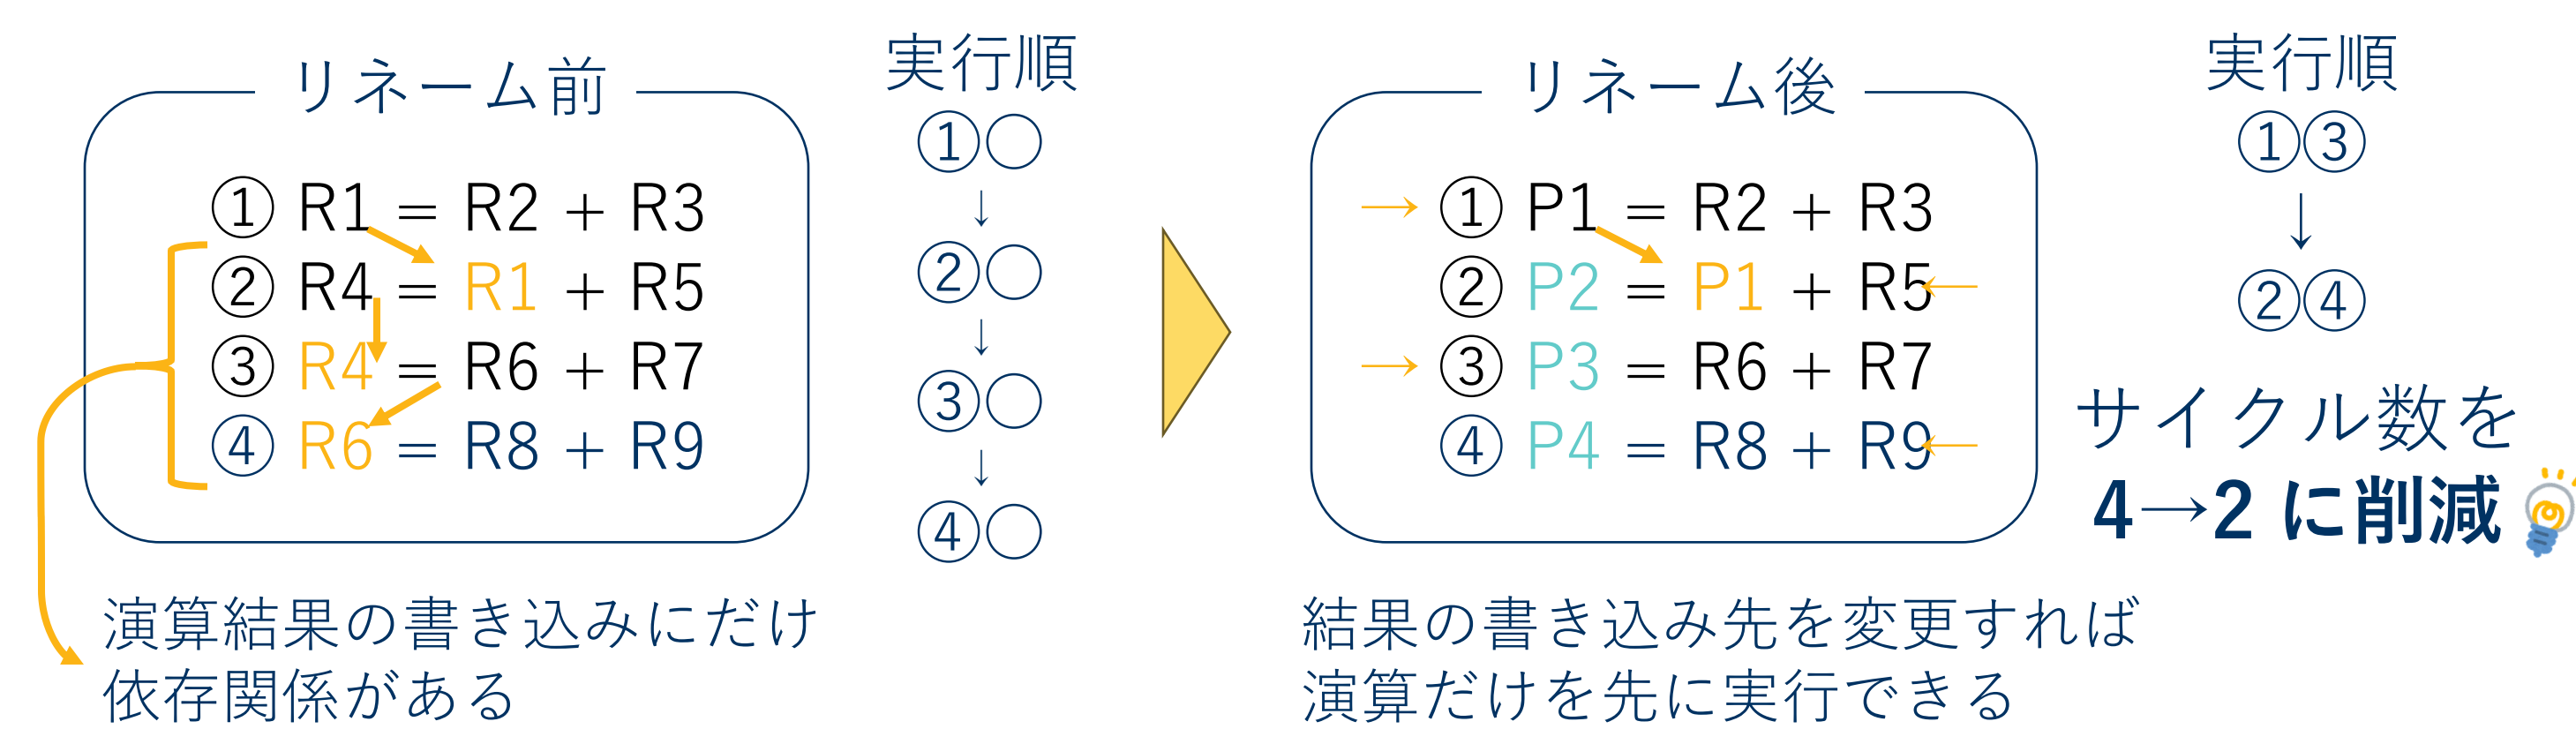 リネーム前
① R1 = R2 + R3
② R4 = R1 + R5
③ R4 = R6 + R7
④ R6 = R8 + R9
演算結果の書き込みにだけ
依存関係がある
実行順
①○
↓
②○
↓
③○
↓
④○
リネーム後
→ ① P1 = R2 + R3
② P2 = P1 + R5←
→ ③ P3 = R6 + R7
④ P4 = R8 + R9←
結果の書き込み先を変更すれば
演算だけを先に実行できる
実行順
①③
↓
②④
サイクル数を
4→2 に削減